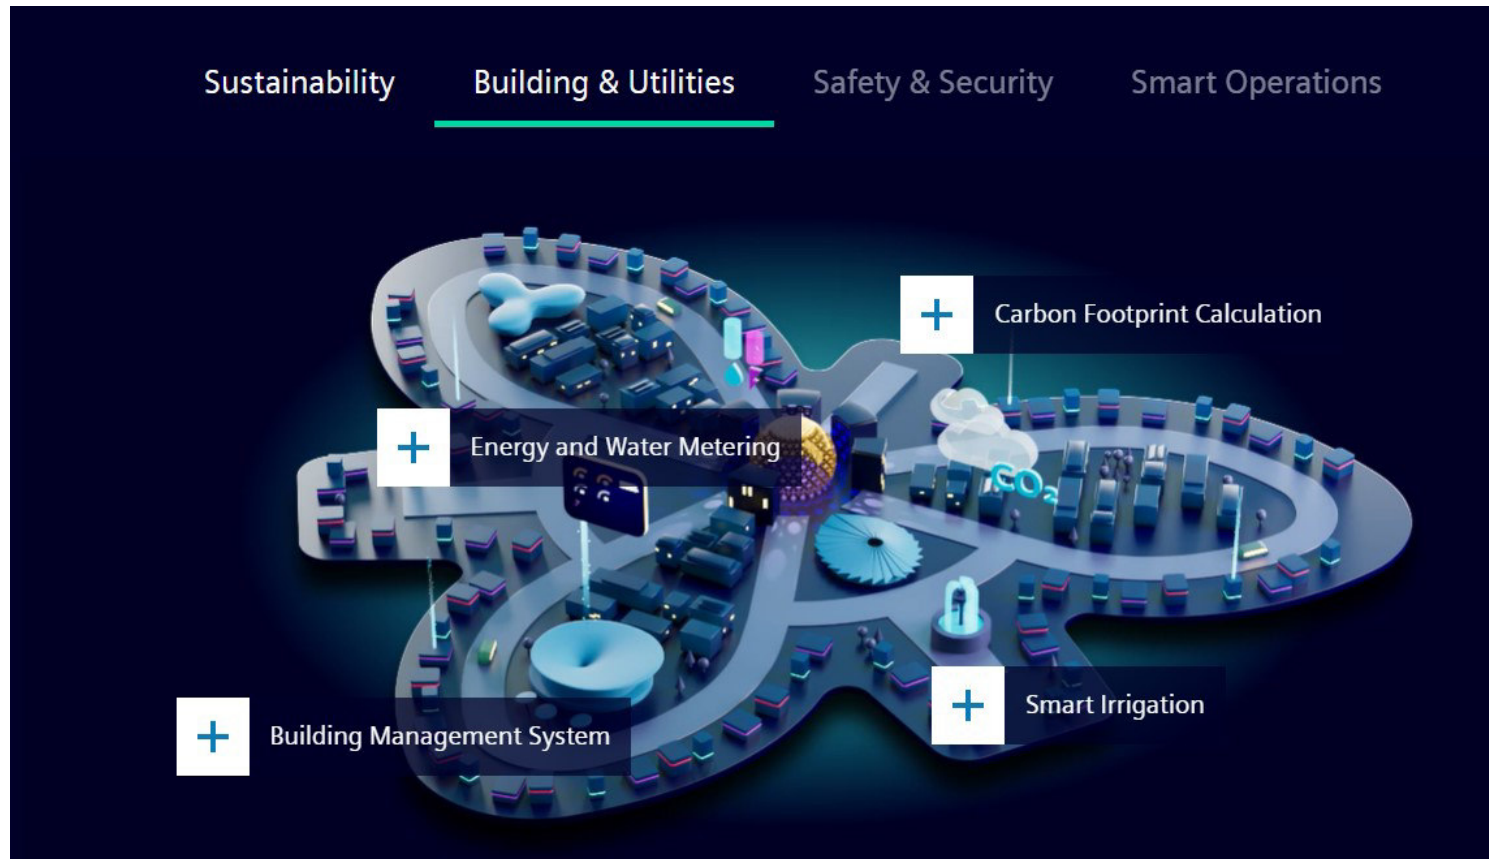 Sustainability
Building & Utilities
Safety & Security
Smart Operations
Carbon Footprint Calculation
Energy and Water Metering
CO₂
Smart Irrigation
Building Management System